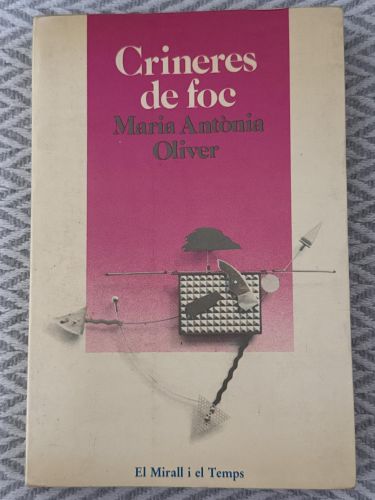 Crineres
de foc
Maria Antònia
Oliver
El Mirall i el Temps